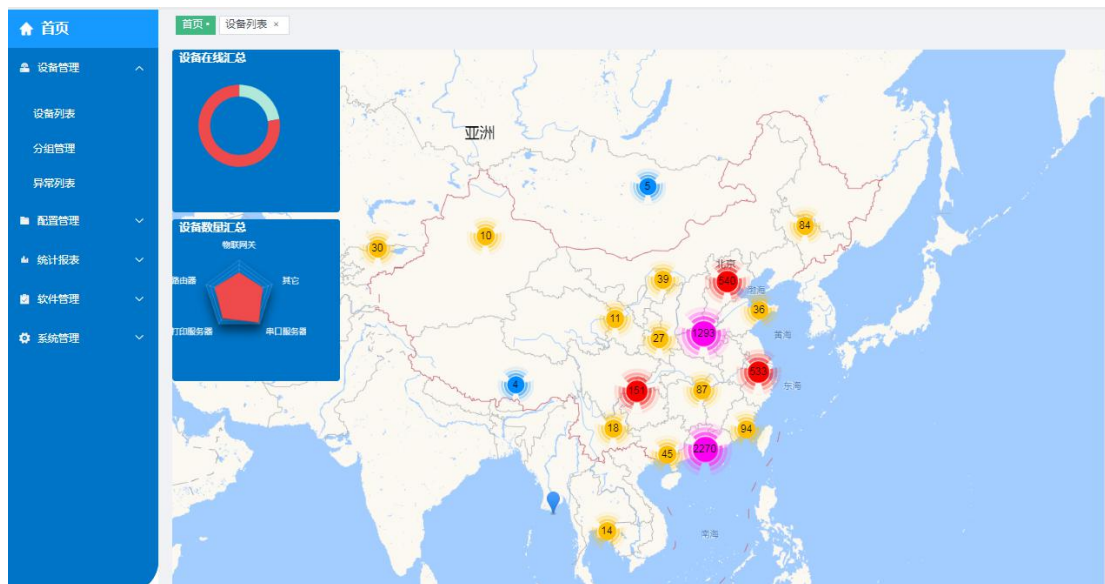 首页
首页
设备列表 ×
设备管理
设备列表
分组管理
异常列表
配置管理
统计报表
软件管理
系统管理
设备在线汇总
设备数量汇总
物联网关
路由器
其它
打印服务器
串口服务器
亚洲
5
84
10
30
39
北京
540
渤海
36
11
27
1293
黄海
533
东海
4
151
87
18
94
45
2270
14
南海